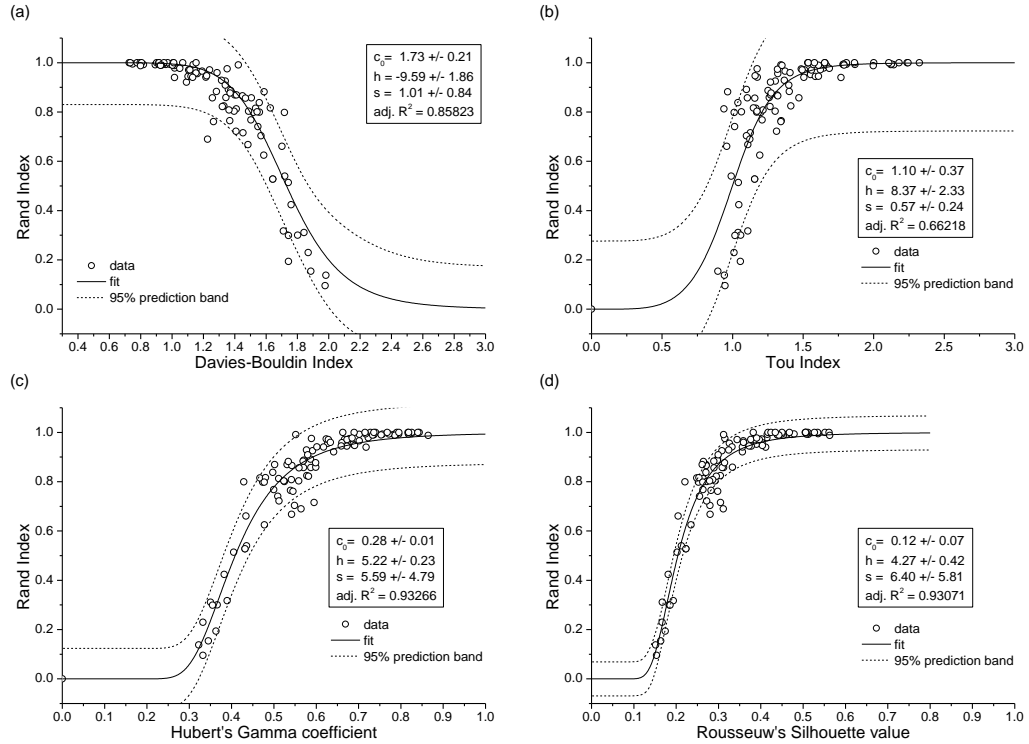 (a)
1.0
0.8
0.6
0.4
0.2
0.0
Rand Index
c0= 1.73 +/- 0.21
h = -9.59 +/- 1.86
s = 1.01 +/- 0.84
adj. R² = 0.85823
data
fit
95% prediction band
0.4 0.6 0.8 1.0 1.2 1.4 1.6 1.8 2.0 2.2 2.4 2.6 2.8 3.0
Davies-Bouldin Index
(b)
1.0
0.8
0.6
0.4
0.2
0.0
Rand Index
c0= 1.10 +/- 0.37
h = 8.37 +/- 2.33
s = 0.57 +/- 0.24
adj. R² = 0.66218
data
fit
95% prediction band
0.0 0.5 1.0 1.5 2.0 2.5 3.0
Tou Index
(c)
1.0
0.8
0.6
0.4
0.2
0.0
Rand Index
c0= 0.28 +/- 0.01
h = 5.22 +/- 0.23
s = 5.59 +/- 4.79
adj. R² = 0.93266
data
fit
95% prediction band
0.0 0.1 0.2 0.3 0.4 0.5 0.6 0.7 0.8 0.9 1.0
Hubert's Gamma coefficient
(d)
1.0
0.8
0.6
0.4
0.2
0.0
Rand Index
c0= 0.12 +/- 0.07
h = 4.27 +/- 0.42
s = 6.40 +/- 5.81
adj. R² = 0.93071
data
fit
95% prediction band
0.0 0.1 0.2 0.3 0.4 0.5 0.6 0.7 0.8 0.9 1.0
Rousseuw's Silhouette value